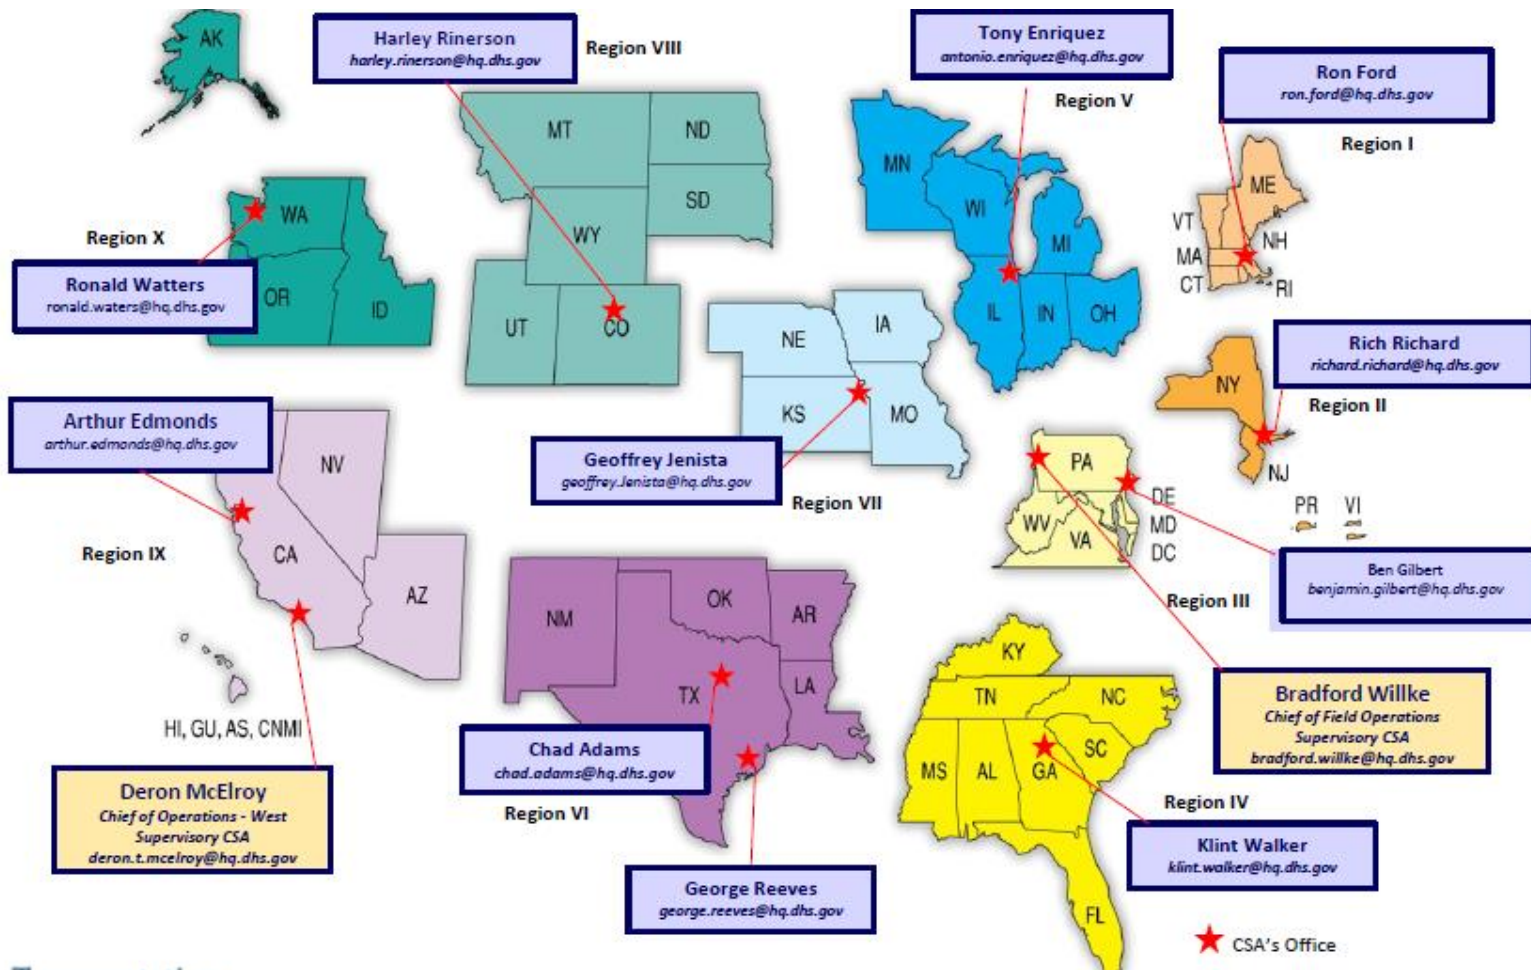 AK
Harley Rinerson
harley.rinerson@hq.dhs.gov
Region VIII
Tony Enriquez
antonio.enriquez@hq.dhs.gov
Region V
Ron Ford
ron.ford@hq.dhs.gov
Region I
MT
ND
SD
WY
UT
CO
MN
WI
MI
IL
IN
OH
ME
VT
NH
MA
CT
RI
WA
OR
ID
Region X
Ronald Watters
ronald.waters@hq.dhs.gov
NE
IA
KS
MO
Geoffrey Jenista
geoffrey.Jenista@hq.dhs.gov
Region VII
Rich Richard
richard.richard@hq.dhs.gov
Region II
NY
NJ
PR
VI
Arthur Edmonds
arthur.edmonds@hq.dhs.gov
NV
CA
AZ
Region IX
HI, GU, AS, CNMI
Deron McElroy
Chief of Operations - West
Supervisory CSA
deron.t.mcelroy@hq.dhs.gov
PA
WV
VA
DE
MD
DC
Ben Gilbert
benjamin.gilbert@hq.dhs.gov
Region III
Bradford Willke
Chief of Field Operations
Supervisory CSA
bradford.willke@hq.dhs.gov
NM
OK
AR
TX
LA
Chad Adams
chad.adams@hq.dhs.gov
Region VI
George Reeves
george.reeves@hq.dhs.gov
KY
TN
NC
SC
MS
AL
GA
FL
Region IV
Klint Walker
klint.walker@hq.dhs.gov
CSA's Office